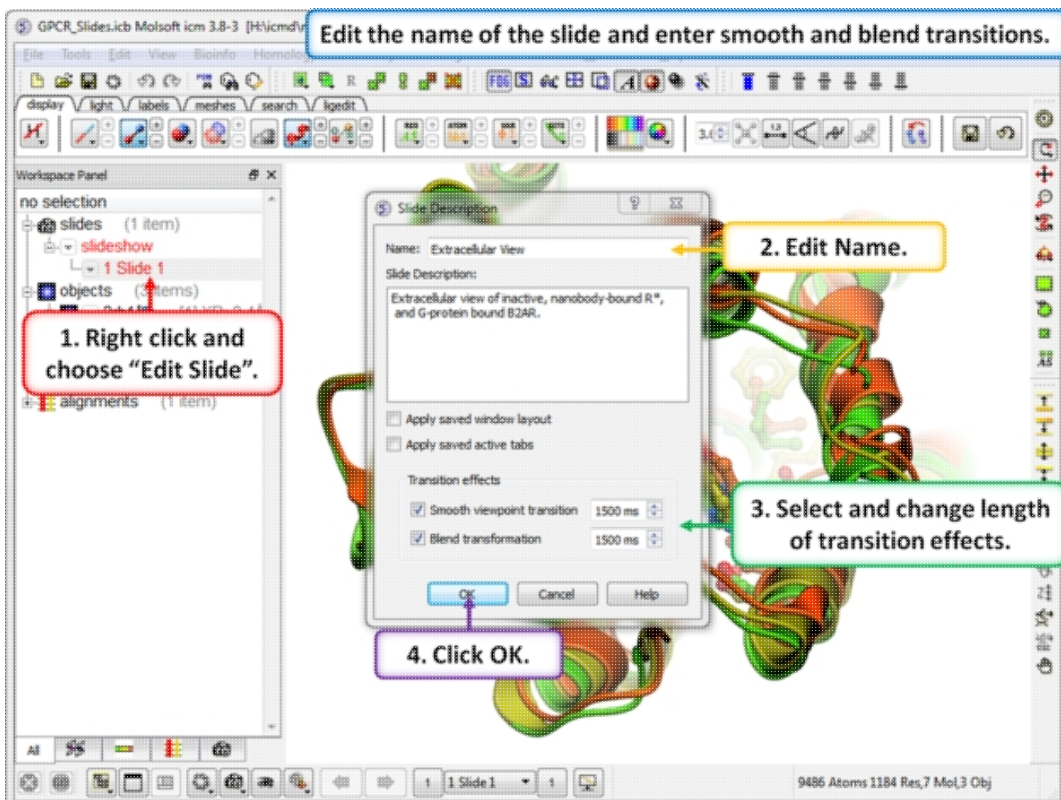 GPCR_Slides.icb Molsoft icm 3.8-3 [H:\icmd\
Edit the name of the slide and enter smooth and blend transitions.
File Tools Edit View Bioinfo
display light labels meshes search ligedit
Workspace Panel
no selection
slides (1 item)
slideshow
1 Slide 1
objects
1. Right click and
choose “Edit Slide”.
alignments (1 item)
Slide Description
Name: Extracellular View
2. Edit Name.
Slide Description:
Extracellular view of inactive, nanobody-bound R*,
and G-protein bound B2AR.
Apply saved window layout
Apply saved active tabs
Transition effects
Smooth viewpoint transition 1500 ms
Blend transformation 1500 ms
3. Select and change length
of transition effects.
OK Cancel Help
4. Click OK.
All
1 1 Slide 1 1
9486 Atoms 1184 Res,7 Mol,3 Obj